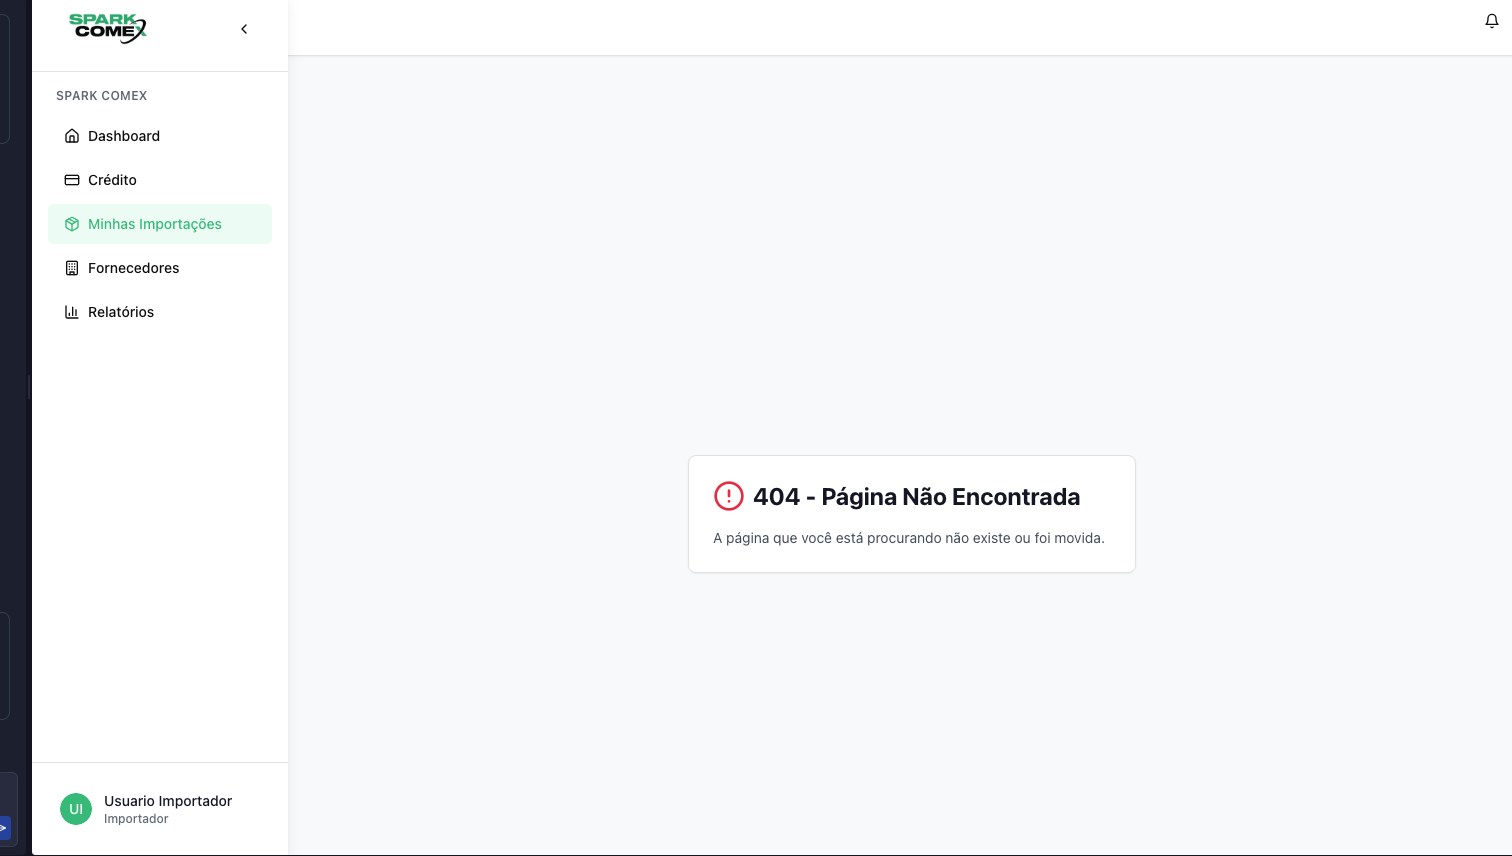 SPARK
COMEX
SPARK COMEX
Dashboard
Crédito
Minhas Importações
Fornecedores
Relatórios
404 - Página Não Encontrada
A página que você está procurando não existe ou foi movida.
UI
Usuario Importador
Importador